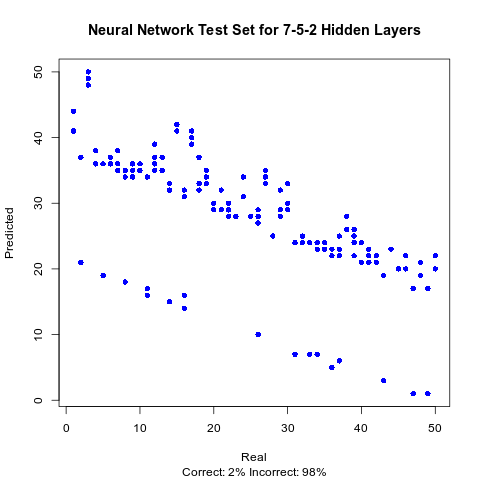 Neural Network Test Set for 7-5-2 Hidden Layers
50
40
30
20
10
0
Predicted
0 10 20 30 40 50
Real
Correct: 2% Incorrect: 98%